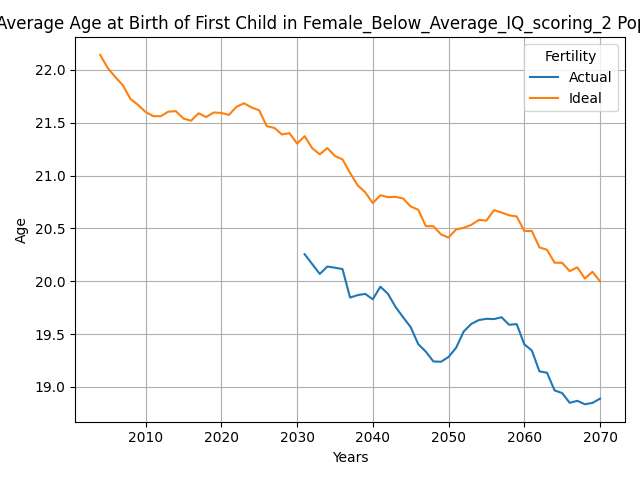 Average Age at Birth of First Child in Female_Below_Average_IQ_scoring_2 Pop
Fertility
Actual
Ideal
22.0
21.5
21.0
20.5
20.0
19.5
19.0
Age
2010 2020 2030 2040 2050 2060 2070
Years